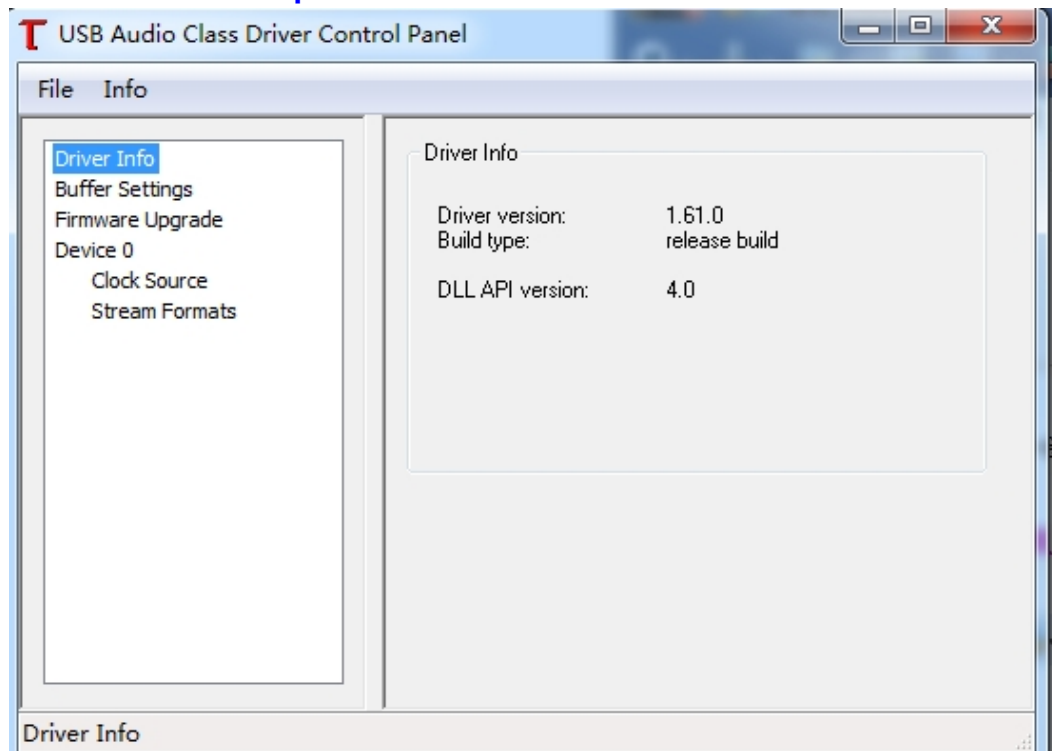 USB Audio Class Driver Control Panel
File Info
Driver Info
Buffer Settings
Firmware Upgrade
Device 0
Clock Source
Stream Formats
Driver Info
Driver version: 1.61.0
Build type: release build
DLL API version: 4.0
Driver Info